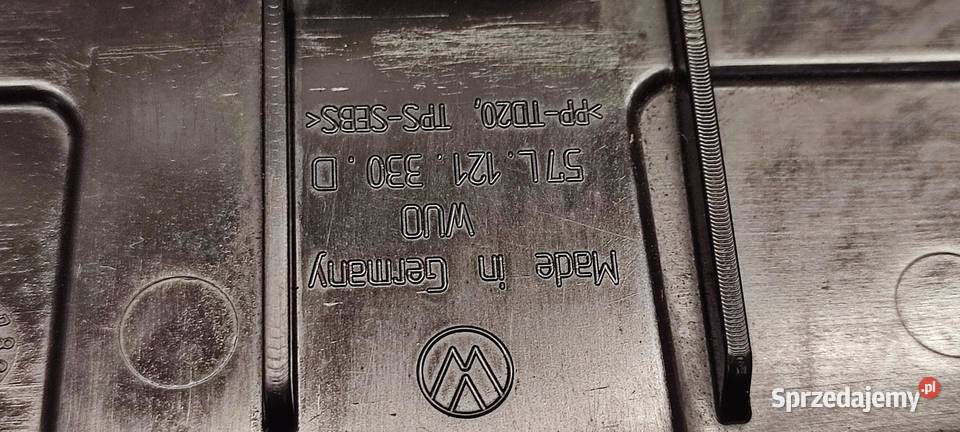 Made in Germany
WUO
57L.121.330.D
>PP-TD20, TPS-SEBS<
Sprzedajemy.pl